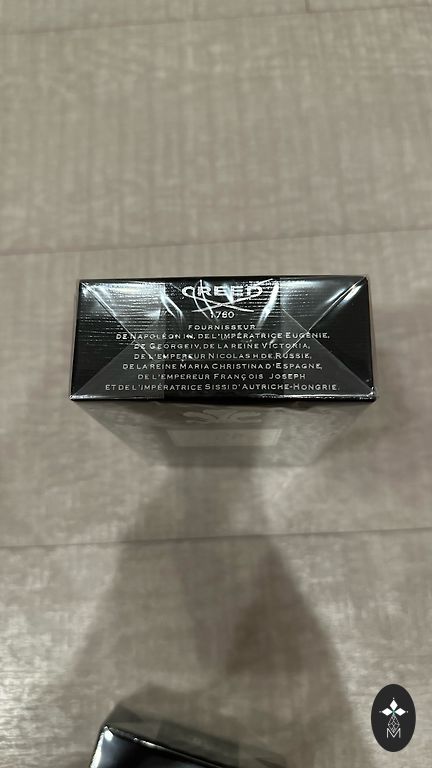 CREED
1760
FOURNISSEUR
DE NAPOLÉON III, DE L'IMPÉRATRICE EUGÉNIE,
DE GEORGE IV, DE LA REINE VICTORIA,
DE L'EMPEREUR NICOLAS II DE RUSSIE,
DE LA REINE MARIA CHRISTINA D'ESPAGNE,
DE L'EMPEREUR FRANÇOIS JOSEPH
ET DE L'IMPÉRATRICE SISSI D'AUTRICHE-HONGRIE.
M